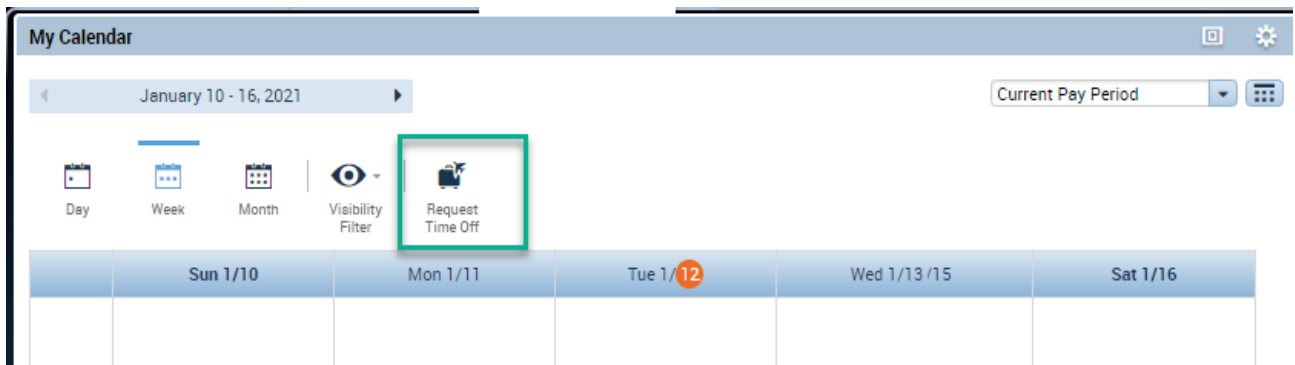 My Calendar
January 10 - 16, 2021
Current Pay Period
Day
Week
Month
Visibility
Filter
Request
Time Off
Sun 1/10
Mon 1/11
Tue 1/12
Wed 1/13 /15
Sat 1/16